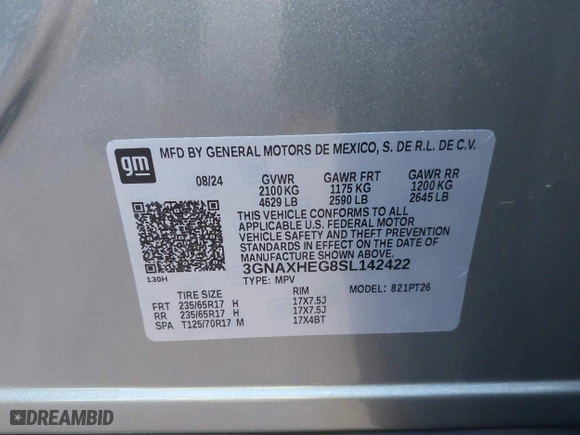 gm
MFD BY GENERAL MOTORS DE MEXICO, S. DE R.L. DE C.V.
08/24 GVWR GAWR FRT GAWR RR
2100 KG 1175 KG 1200 KG
4629 LB 2590 LB 2645 LB
THIS VEHICLE CONFORMS TO ALL
APPLICABLE U.S. FEDERAL MOTOR
VEHICLE SAFETY AND THEFT PREVENTION
STANDARDS IN EFFECT ON THE DATE OF
MANUFACTURE SHOWN ABOVE.
3GNAXHEG8SL142422
130H TYPE: MPV MODEL: 821PT26
TIRE SIZE RIM
FRT 235/65R17 H 17X7.5J
RR 235/65R17 H 17X7.5J
SPA T125/70R17 M 17X4BT
DREAMBID